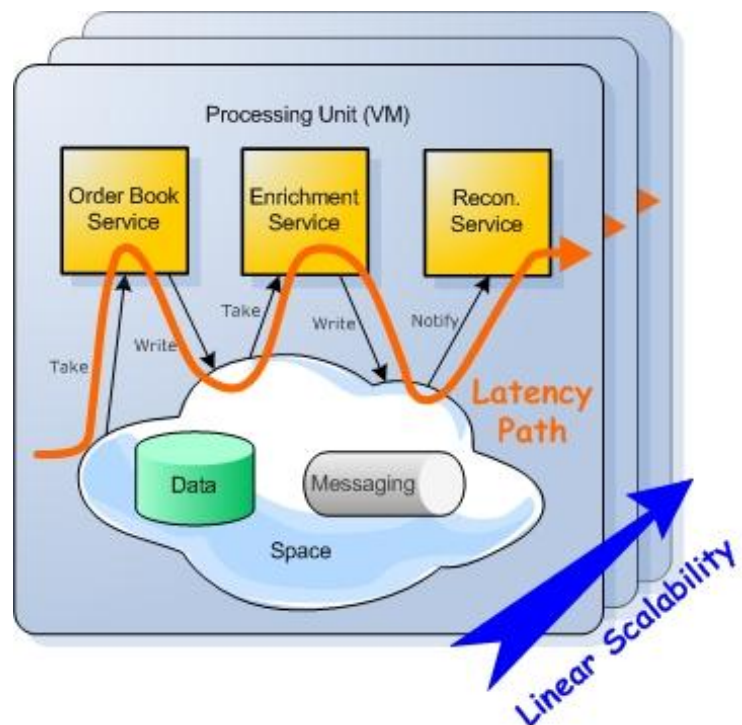 Processing Unit (VM)
Order Book
Service
Enrichment
Service
Recon.
Service
Take
Write
Take
Write
Notify
Latency
Path
Data
Messaging
Space
Linear Scalability